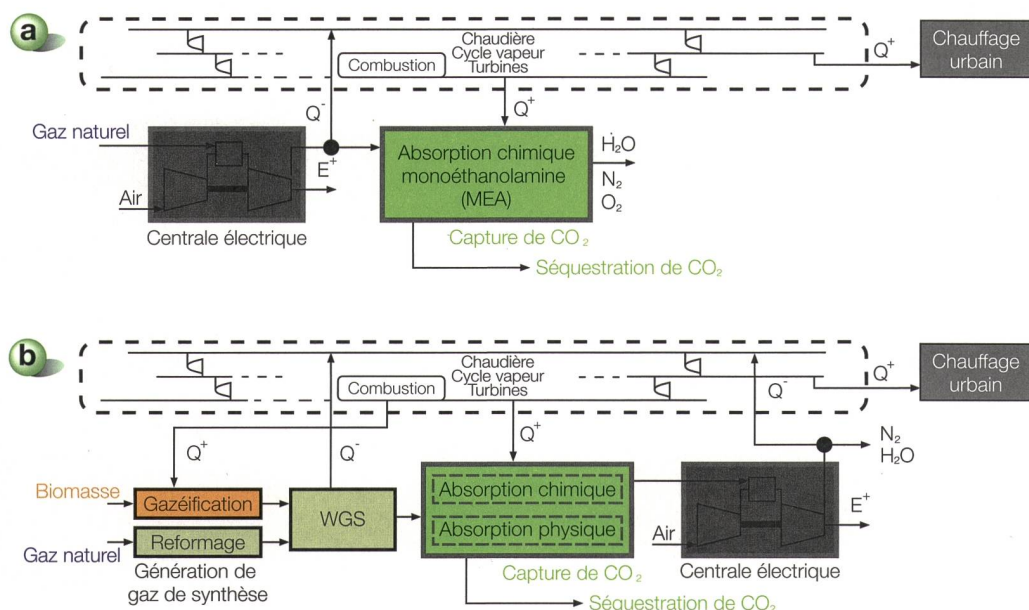 a
Chaudière
Cycle vapeur
Turbines
Combustion
Q⁺
Chauffage
urbain
Q⁻
Q⁺
Gaz naturel
E⁺
Air
Absorption chimique
monoéthanolamine
(MEA)
H₂O
N₂
O₂
Centrale électrique
Capture de CO₂
Séquestration de CO₂
b
Chaudière
Cycle vapeur
Turbines
Combustion
Q⁺
Chauffage
urbain
Q⁻
Q⁺
Q⁻
Q⁺
N₂
H₂O
Biomasse
Gazéification
WGS
Absorption chimique
Absorption physique
E⁺
Gaz naturel
Reformage
Air
Génération de
gaz de synthèse
Capture de CO₂
Centrale électrique
Séquestration de CO₂